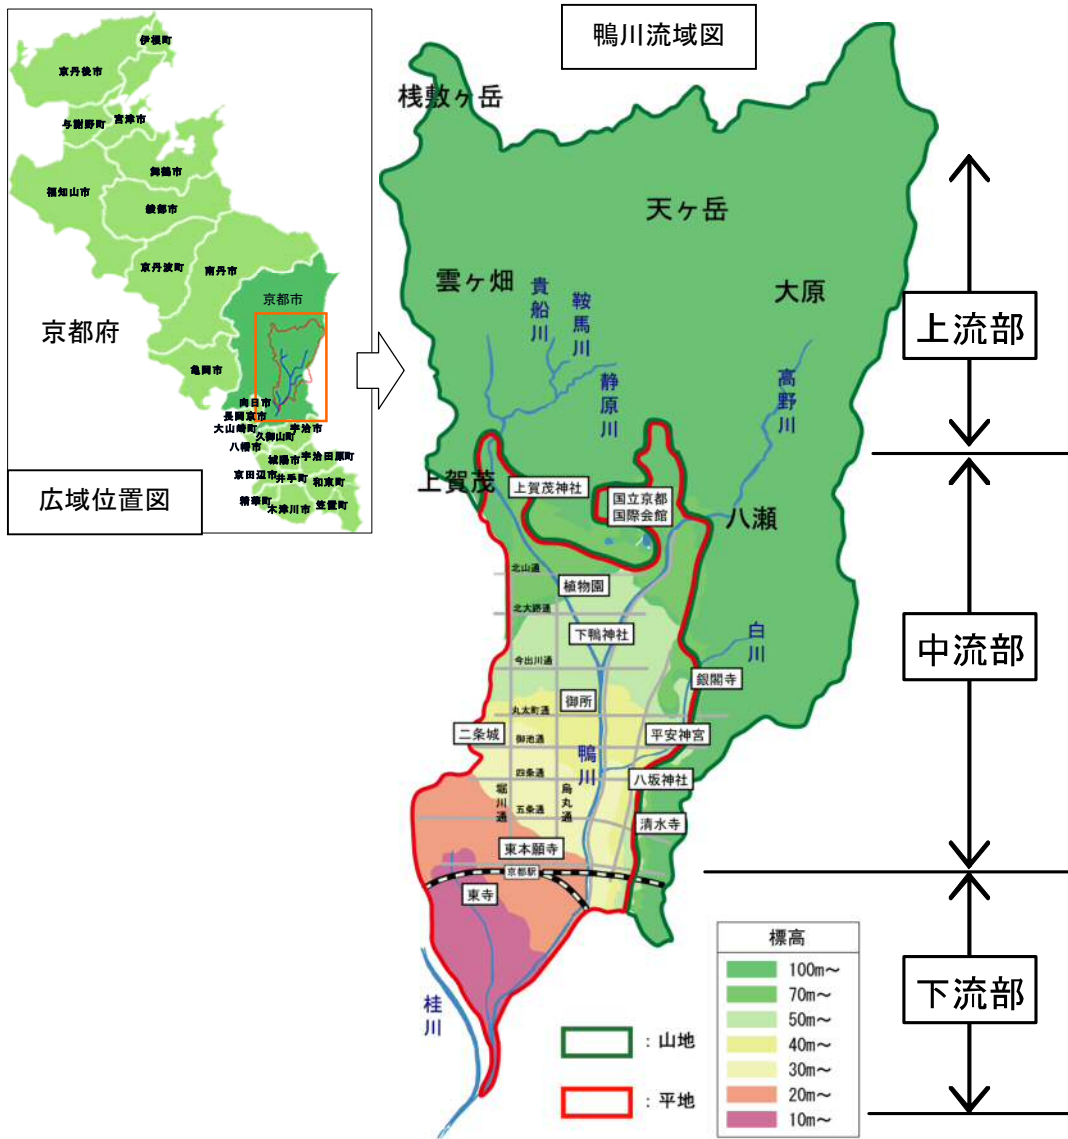 鴨川流域図
伊根町
京丹後市
宮津市
与謝野町
舞鶴市
福知山市
綾部市
京丹波町
南丹市
京都市
京都府
亀岡市
向日市
長岡京市
大山崎町
宇治市
久御山町
八幡市
城陽市
宇治田原町
京田辺市
井手町
和束町
精華町
木津川市
笠置町
広域位置図
桟敷ヶ岳
天ヶ岳
雲ヶ畑
大原
貴船川
鞍馬川
静原川
高野川
上賀茂
上賀茂神社
国立京都
国際会館
八瀬
北山通
植物園
北大路通
下鴨神社
白川
今出川通
銀閣寺
御所
丸太町通
二条城
御池通
平安神宮
鴨川
四条通
八坂神社
堀川通
烏丸通
五条通
清水寺
東本願寺
京都駅
東寺
桂川
上流部
中流部
下流部
：山地
：平地
標高
100m～
70m～
50m～
40m～
30m～
20m～
10m～